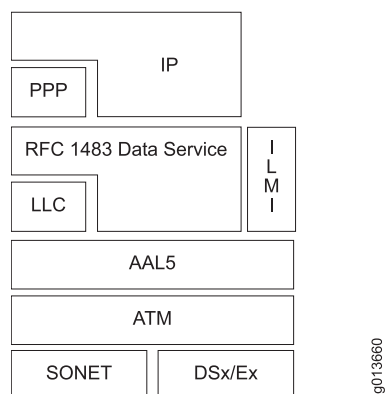 IP
PPP
RFC 1483 Data Service
I
L
M
I
LLC
AAL5
ATM
SONET
DSx/Ex
g013660